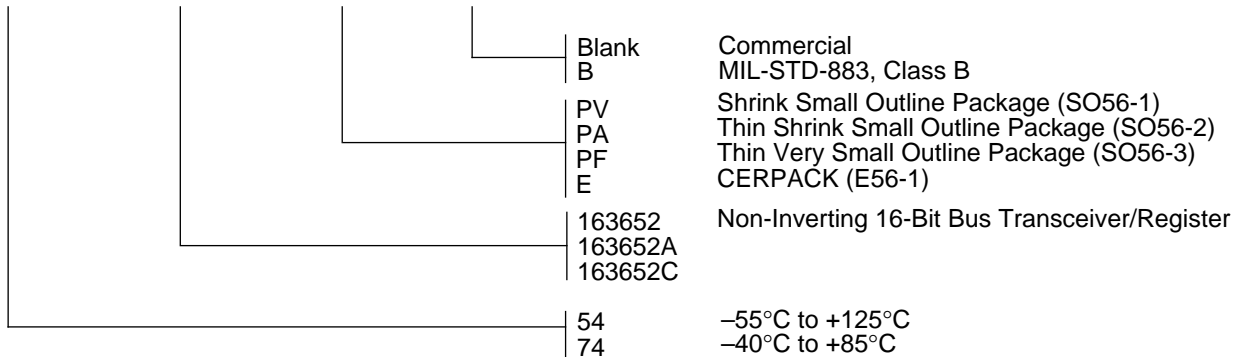 Blank Commercial
B MIL-STD-883, Class B
PV Shrink Small Outline Package (SO56-1)
PA Thin Shrink Small Outline Package (SO56-2)
PF Thin Very Small Outline Package (SO56-3)
E CERPACK (E56-1)
163652 Non-Inverting 16-Bit Bus Transceiver/Register
163652A
163652C
54 –55°C to +125°C
74 –40°C to +85°C